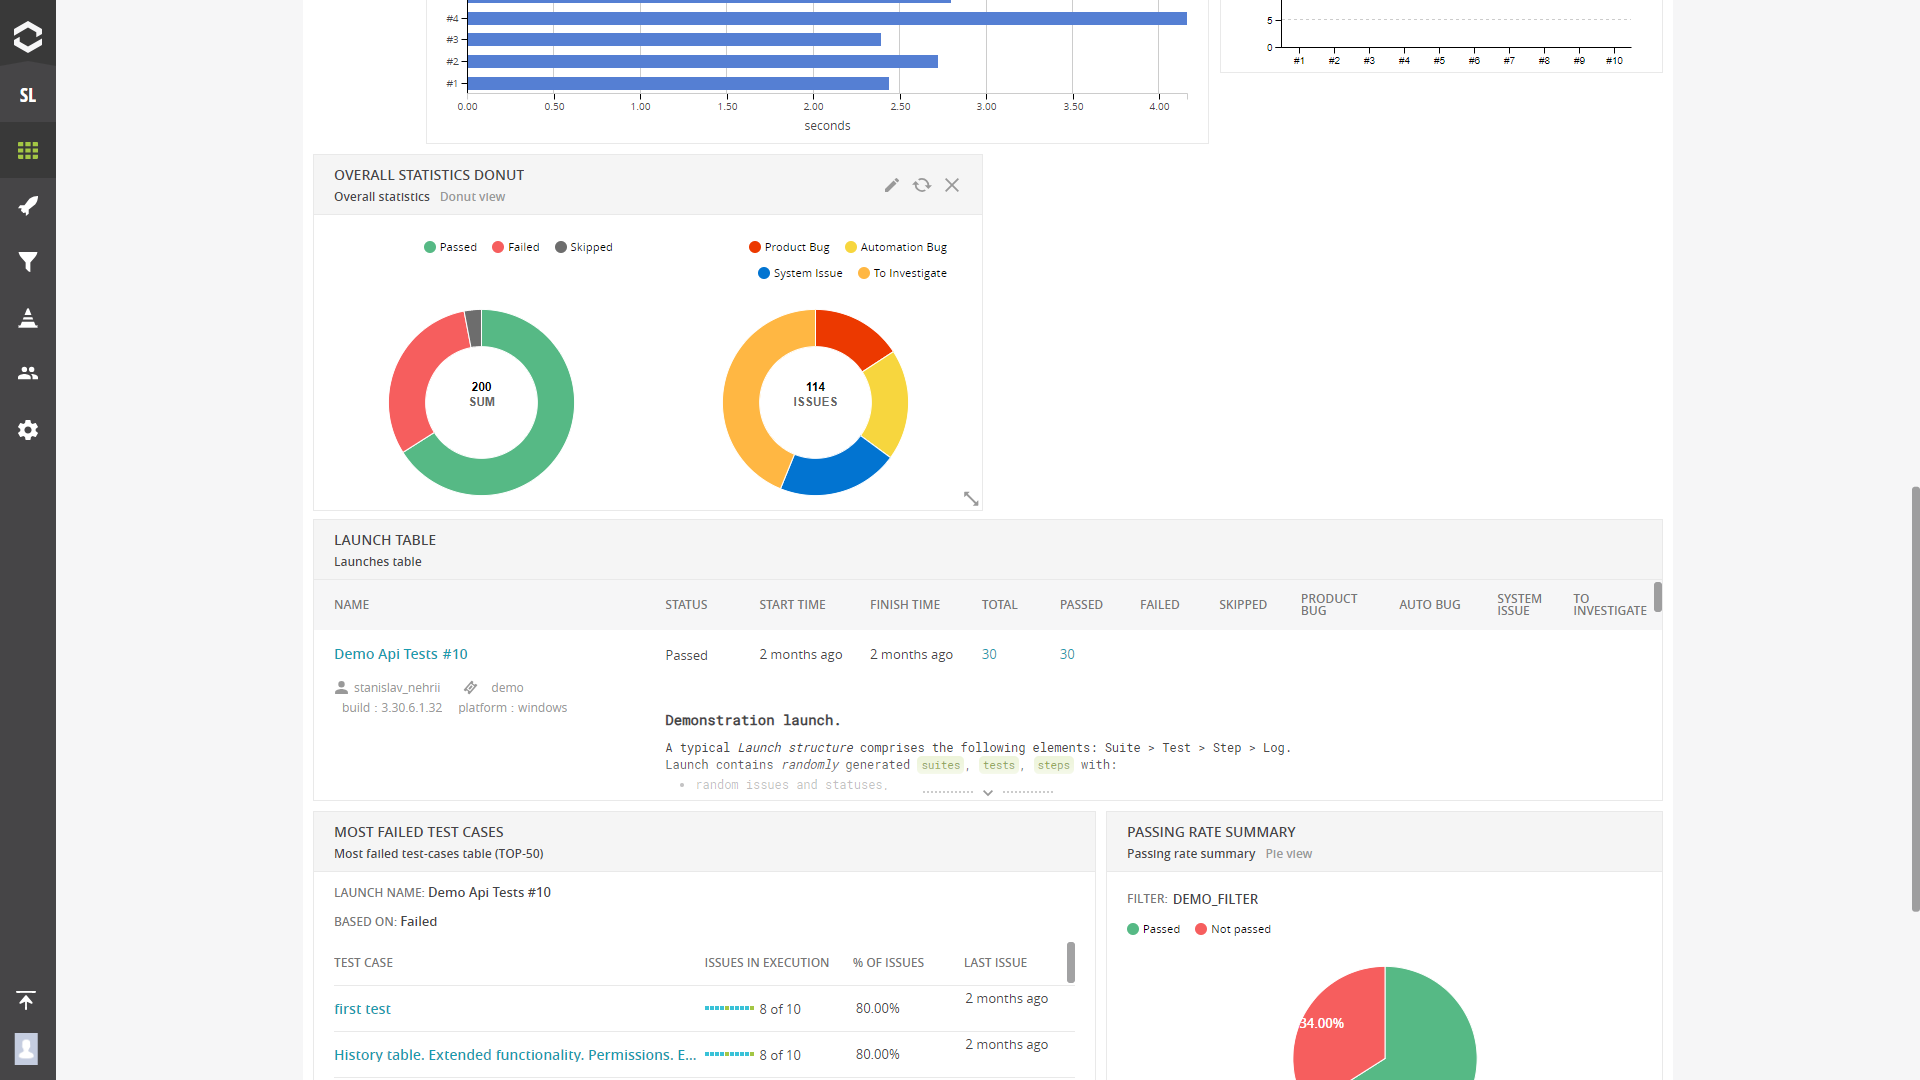 #4
#3
#2
#1
0.00 0.50 1.00 1.50 2.00 2.50 3.00 3.50 4.00
seconds
5
0
#1 #2 #3 #4 #5 #6 #7 #8 #9 #10
SL
OVERALL STATISTICS DONUT
Overall statistics Donut view
Passed Failed Skipped
Product Bug Automation Bug
System Issue To Investigate
200
SUM
114
ISSUES
LAUNCH TABLE
Launches table
NAME STATUS START TIME FINISH TIME TOTAL PASSED FAILED SKIPPED PRODUCT BUG AUTO BUG SYSTEM ISSUE TO INVESTIGATE
Demo Api Tests #10 Passed 2 months ago 2 months ago 30 30
stanislav_nehrii demo
build : 3.30.6.1.32 platform : windows
Demonstration launch.
A typical Launch structure comprises the following elements: Suite > Test > Step > Log.
Launch contains randomly generated suites, tests, steps with:
• random issues and statuses,
MOST FAILED TEST CASES
Most failed test-cases table (TOP-50)
LAUNCH NAME: Demo Api Tests #10
BASED ON: Failed
TEST CASE ISSUES IN EXECUTION % OF ISSUES LAST ISSUE
first test 8 of 10 80.00% 2 months ago
History table. Extended functionality. Permissions. E... 8 of 10 80.00% 2 months ago
PASSING RATE SUMMARY
Passing rate summary Pie view
FILTER: DEMO_FILTER
Passed Not passed
34.00%